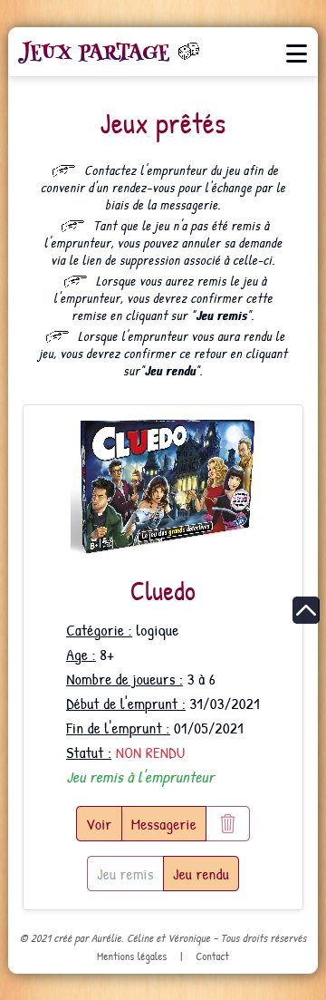 Jeux partage
Jeux prêtés
Contactez l'emprunteur du jeu afin de
convenir d'un rendez-vous pour l'échange par le
biais de la messagerie.
Tant que le jeu n'a pas été remis à
l'emprunteur, vous pouvez annuler sa demande
via le lien de suppression associé à celle-ci.
Lorsque vous aurez remis le jeu à
l'emprunteur, vous devrez confirmer cette
remise en cliquant sur "Jeu remis".
Lorsque l'emprunteur vous aura rendu le
jeu, vous devrez confirmer ce retour en cliquant
sur"Jeu rendu".
CLUEDO
Le jeu des grands détectives
8+
Cluedo
Catégorie : logique
Age : 8+
Nombre de joueurs : 3 à 6
Début de l'emprunt : 31/03/2021
Fin de l'emprunt : 01/05/2021
Statut : NON RENDU
Jeu remis à l'emprunteur
Voir Messagerie
Jeu remis Jeu rendu
© 2021 créé par Aurélie. Céline et Véronique - Tous droits réservés
Mentions légales | Contact